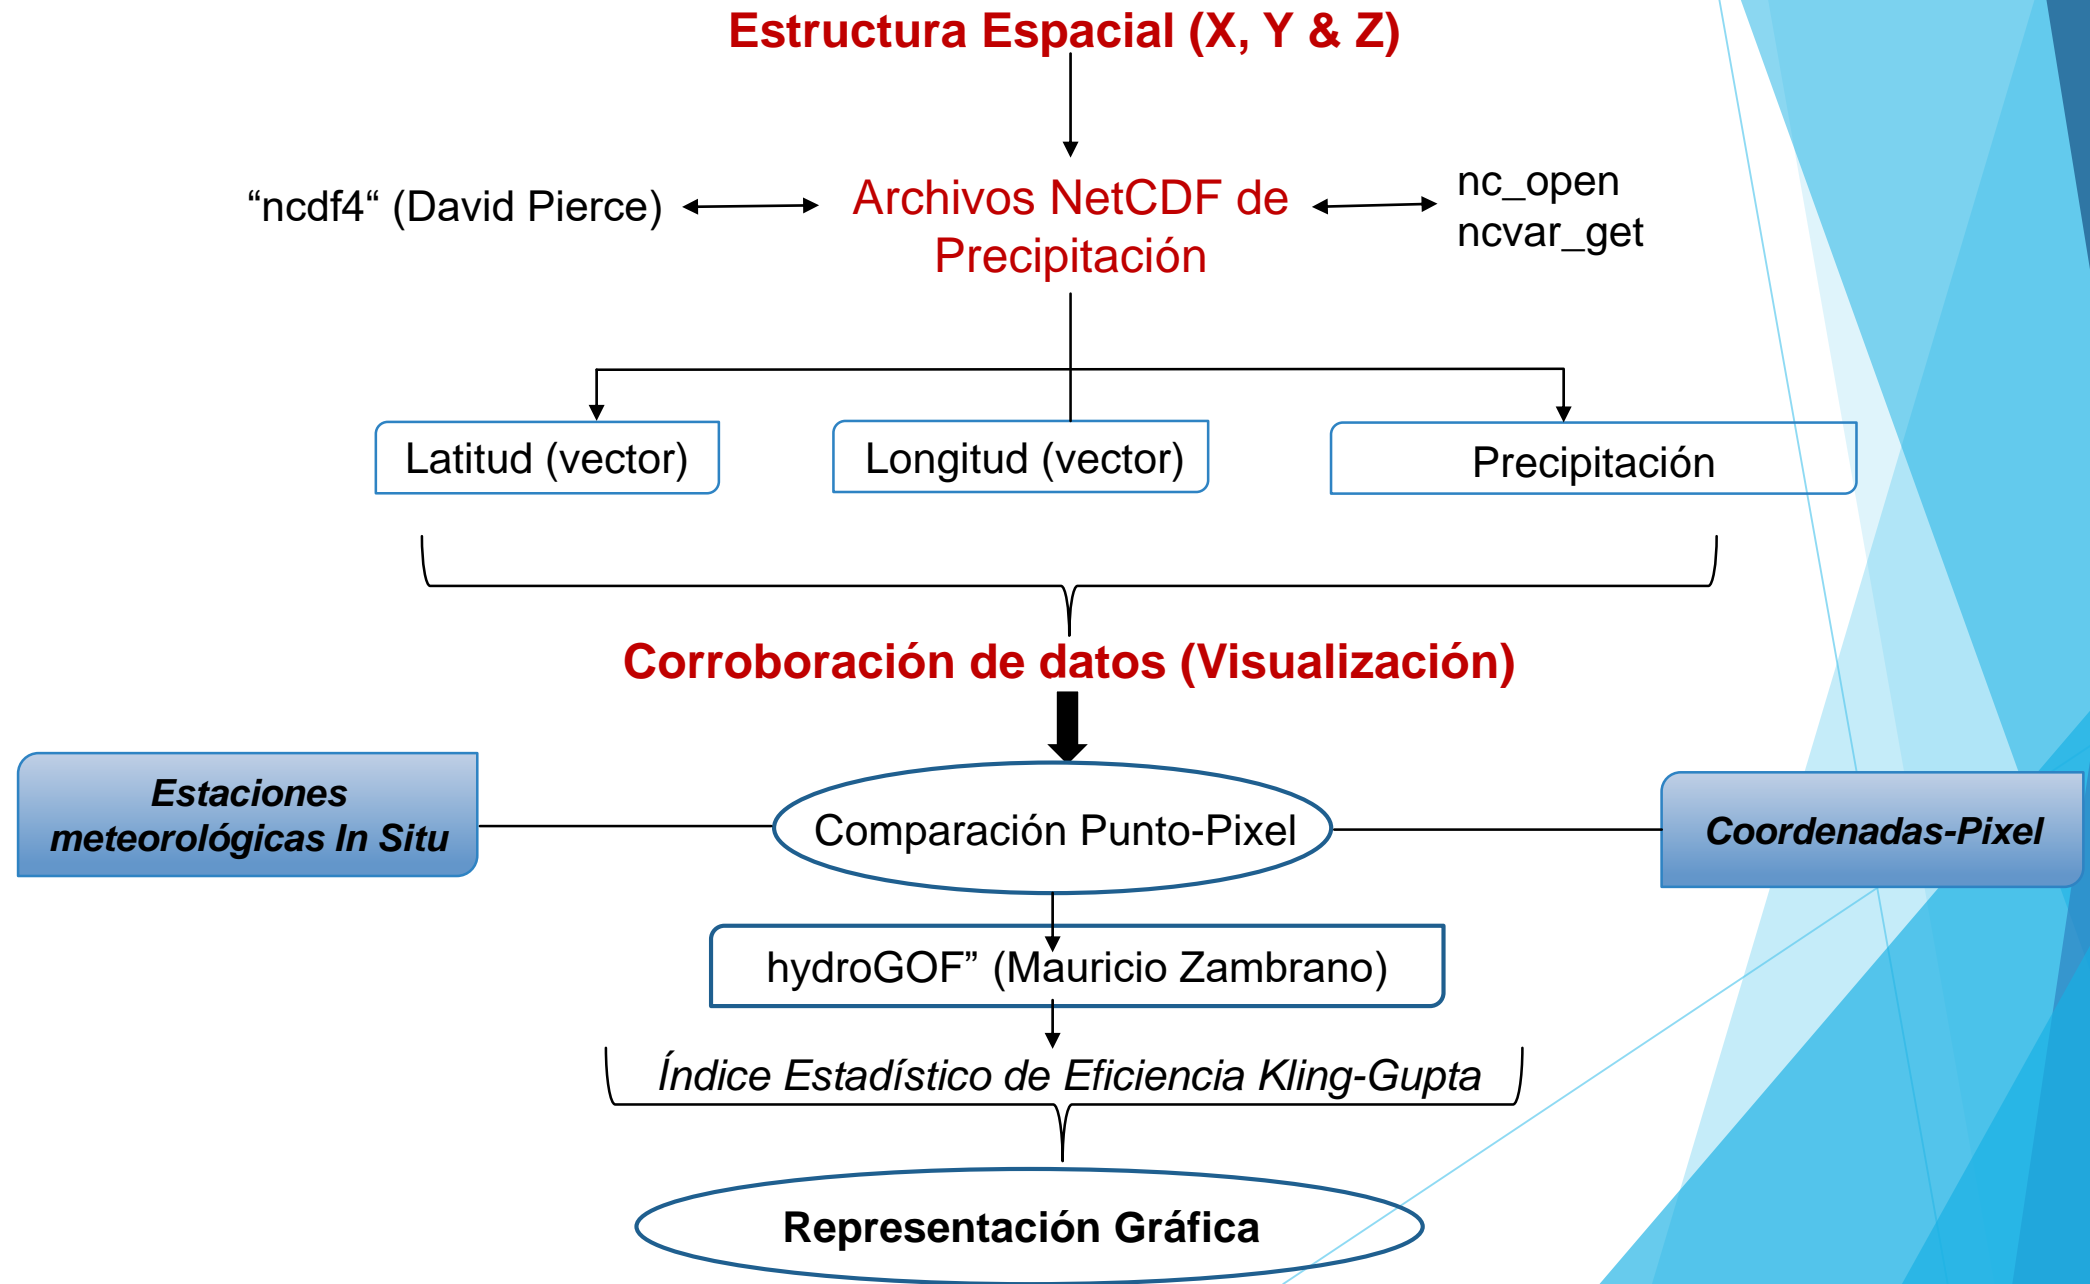 Estructura Espacial (X, Y & Z)
“ncdf4“ (David Pierce)
Archivos NetCDF de
Precipitación
nc_open
ncvar_get
Latitud (vector)
Longitud (vector)
Precipitación
Corroboración de datos (Visualización)
Estaciones
meteorológicas In Situ
Comparación Punto-Pixel
Coordenadas-Pixel
hydroGOF” (Mauricio Zambrano)
Índice Estadístico de Eficiencia Kling-Gupta
Representación Gráfica